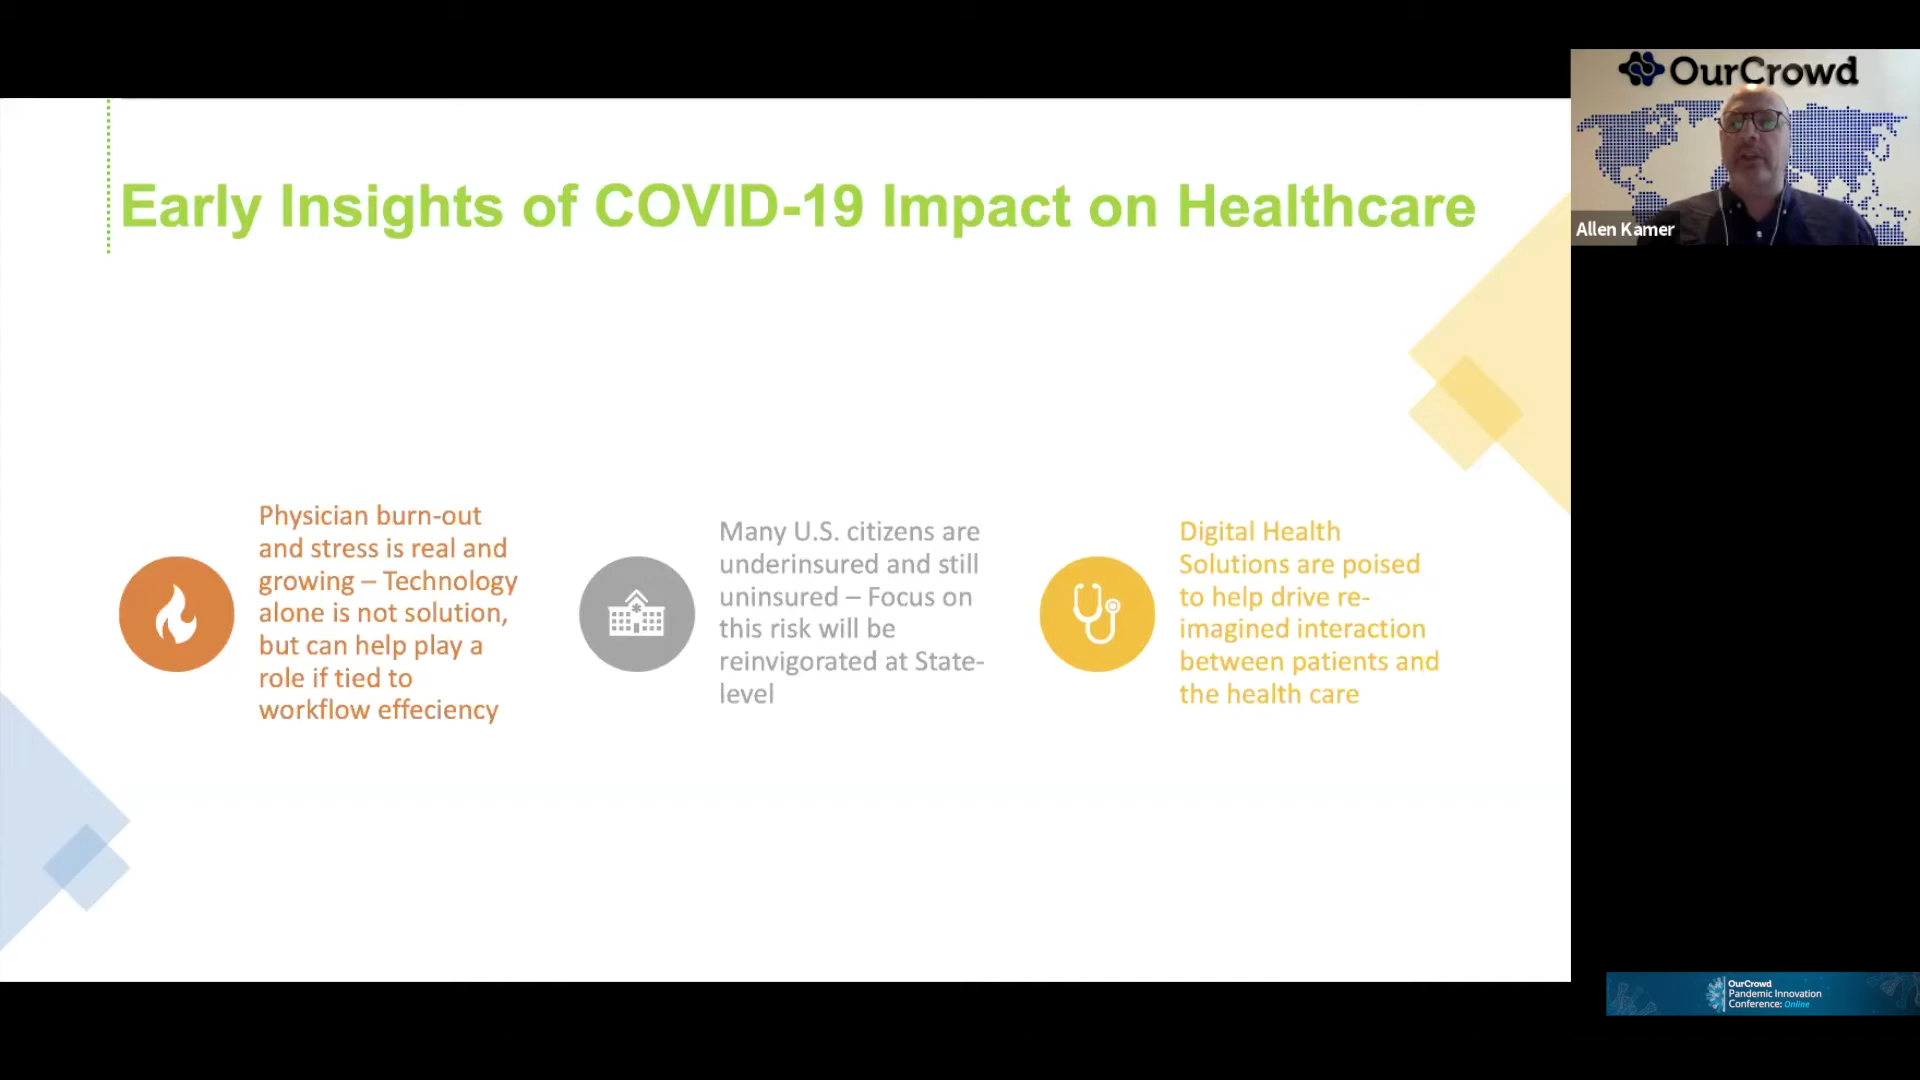 Early Insights of COVID-19 Impact on Healthcare
Physician burn-out
and stress is real and
growing – Technology
alone is not solution,
but can help play a
role if tied to
workflow effeciency
Many U.S. citizens are
underinsured and still
uninsured – Focus on
this risk will be
reinvigorated at State-
level
Digital Health
Solutions are poised
to help drive re-
imagined interaction
between patients and
the health care
OurCrowd
Allen Kamer
OurCrowd
Pandemic Innovation
Conference: Online